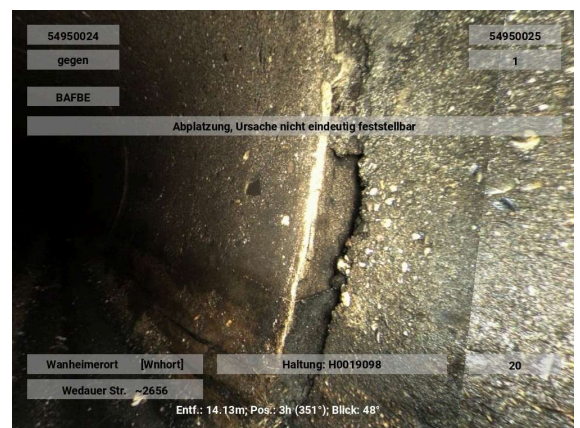 54950024
54950025
gegen
1
BAFBE
Abplatzung, Ursache nicht eindeutig feststellbar
Wanheimerort [Wnhort]
Haltung: H0019098
20
Wedauer Str. ~2656
Entf.: 14.13m; Pos.: 3h (351°); Blick: 48°